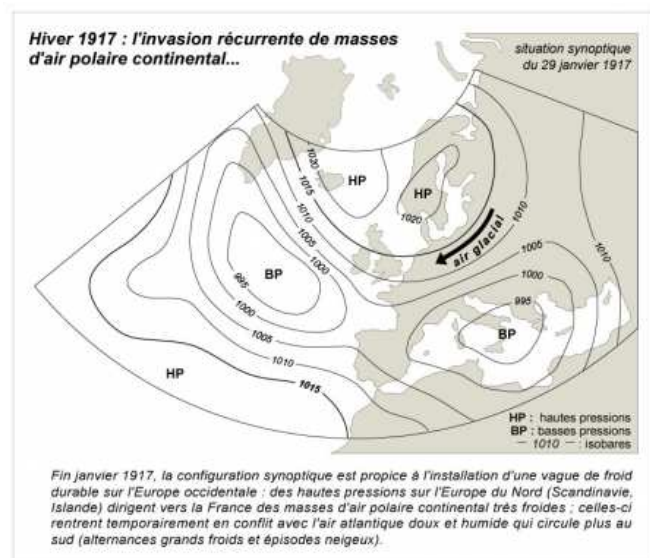 Hiver 1917 : l'invasion récurrente de masses
d'air polaire continental...
situation synoptique
du 29 janvier 1917
1020
1015
1010
1005
1000
HP
HP
1020
1010
air glacial
995
BP
1000
1005
1010
1015
HP
1005
1000
995
BP
1010
HP : hautes pressions
BP : basses pressions
— 1010 — : isobares
Fin janvier 1917, la configuration synoptique est propice à l'installation d'une vague de froid
durable sur l'Europe occidentale : des hautes pressions sur l'Europe du Nord (Scandinavie,
Islande) dirigent vers la France des masses d'air polaire continental très froides ; celles-ci
rentrent temporairement en conflit avec l'air atlantique doux et humide qui circule plus au
sud (alternances grands froids et épisodes neigeux).